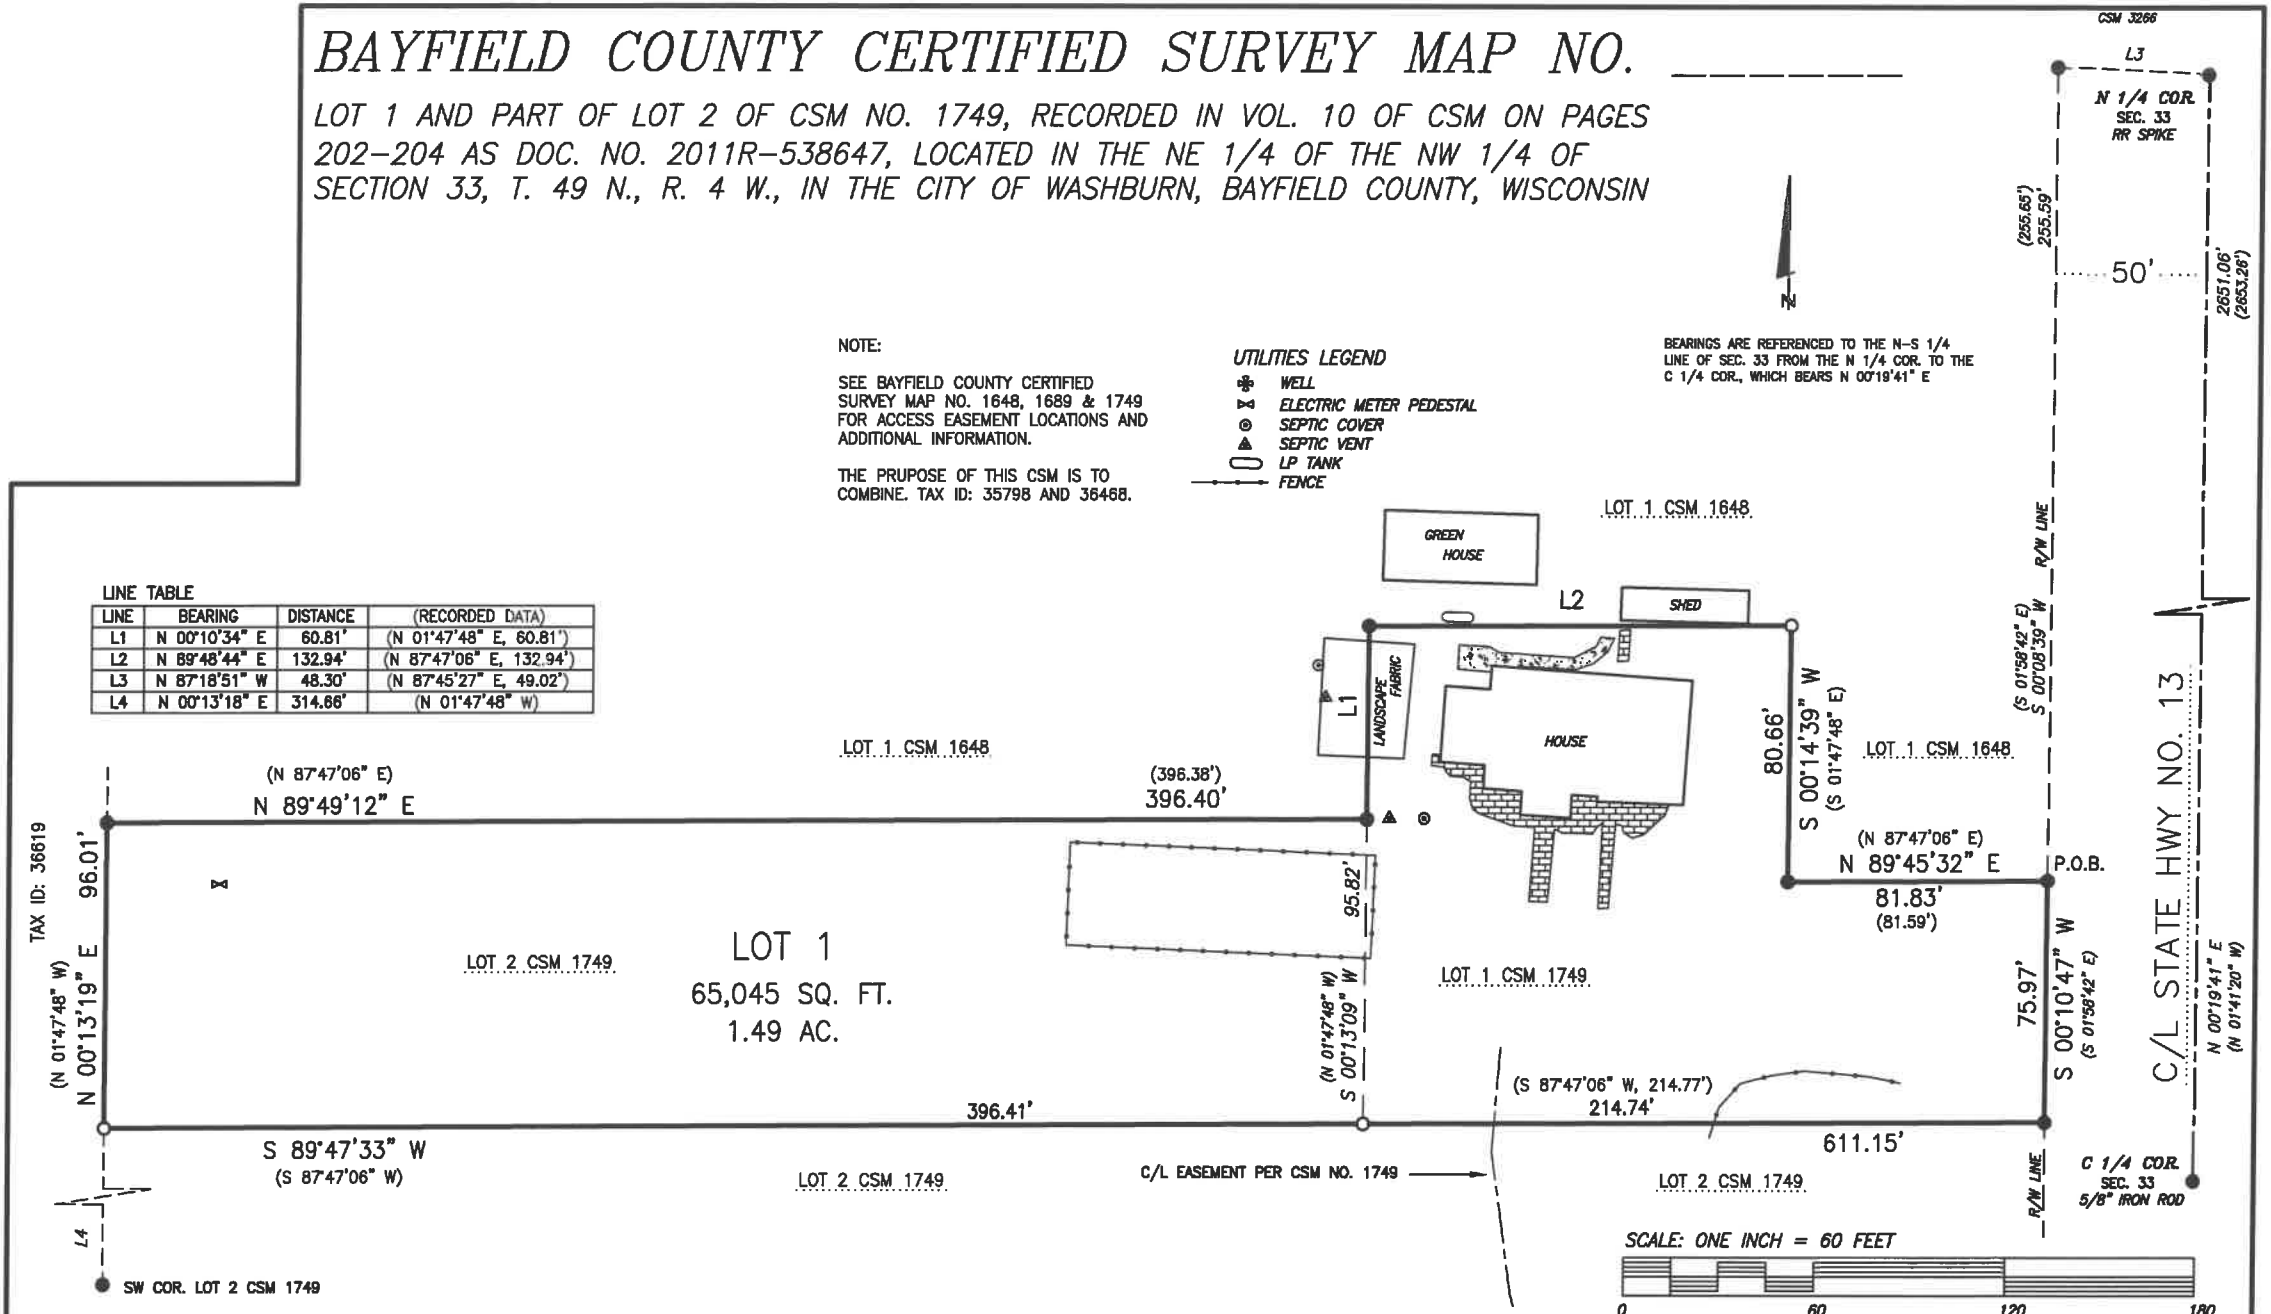 CSM 3266
BAYFIELD COUNTY CERTIFIED SURVEY MAP NO.
LOT 1 AND PART OF LOT 2 OF CSM NO. 1749, RECORDED IN VOL. 10 OF CSM ON PAGES
202-204 AS DOC. NO. 2011R-538647, LOCATED IN THE NE 1/4 OF THE NW 1/4 OF
SECTION 33, T. 49 N., R. 4 W., IN THE CITY OF WASHBURN, BAYFIELD COUNTY, WISCONSIN
L3
N 1/4 COR.
SEC. 33
RR SPIKE
(255.65')
255.59'
50'
2651.06'
(2653.26')
N
NOTE:
SEE BAYFIELD COUNTY CERTIFIED
SURVEY MAP NO. 1648, 1689 & 1749
FOR ACCESS EASEMENT LOCATIONS AND
ADDITIONAL INFORMATION.
THE PRUPOSE OF THIS CSM IS TO
COMBINE. TAX ID: 35798 AND 36468.
UTILITIES LEGEND
WELL
ELECTRIC METER PEDESTAL
SEPTIC COVER
SEPTIC VENT
LP TANK
FENCE
BEARINGS ARE REFERENCED TO THE N-S 1/4
LINE OF SEC. 33 FROM THE N 1/4 COR. TO THE
C 1/4 COR., WHICH BEARS N 00°19'41" E
LOT 1 CSM 1648
GREEN
HOUSE
L2
SHED
R/W LINE
(S 01°58'42" E)
S 00°08'39" W
LINE TABLE
LINE BEARING DISTANCE (RECORDED DATA)
L1 N 00°10'34" E 60.81' (N 01°47'48" E, 60.81')
L2 N 89°48'44" E 132.94' (N 87°47'06" E, 132.94')
L3 N 87°18'51" W 48.30' (N 87°45'27" E, 49.02')
L4 N 00°13'18" E 314.66' (N 01°47'48" W)
L1
LANDSCAPE
FABRIC
HOUSE
80.66'
S 00°14'39" W
(S 01°47'48" E)
LOT 1 CSM 1648
LOT 1 CSM 1648
(N 87°47'06" E)
N 89°49'12" E
(396.38')
396.40'
(N 87°47'06" E)
N 89°45'32" E
P.O.B.
81.83'
(81.59')
C/L STATE HWY NO. 13
TAX ID: 36619
96.01'
(N 01°47'48" W)
N 00°13'19" E
LOT 2 CSM 1749
LOT 1
65,045 SQ. FT.
1.49 AC.
95.82'
(N 01°47'48" W)
S 00°13'09" W
LOT 1 CSM 1749
75.97'
S 00°10'47" W
(S 01°58'42" E)
N 00°19'41" E
(N 01°41'20" W)
396.41'
(S 87°47'06" W, 214.77')
214.74'
611.15'
S 89°47'33" W
(S 87°47'06" W)
LOT 2 CSM 1749
C/L EASEMENT PER CSM NO. 1749
LOT 2 CSM 1749
R/W LINE
C 1/4 COR.
SEC. 33
5/8" IRON ROD
L4
SW COR. LOT 2 CSM 1749
SCALE: ONE INCH = 60 FEET
0 60 120 180